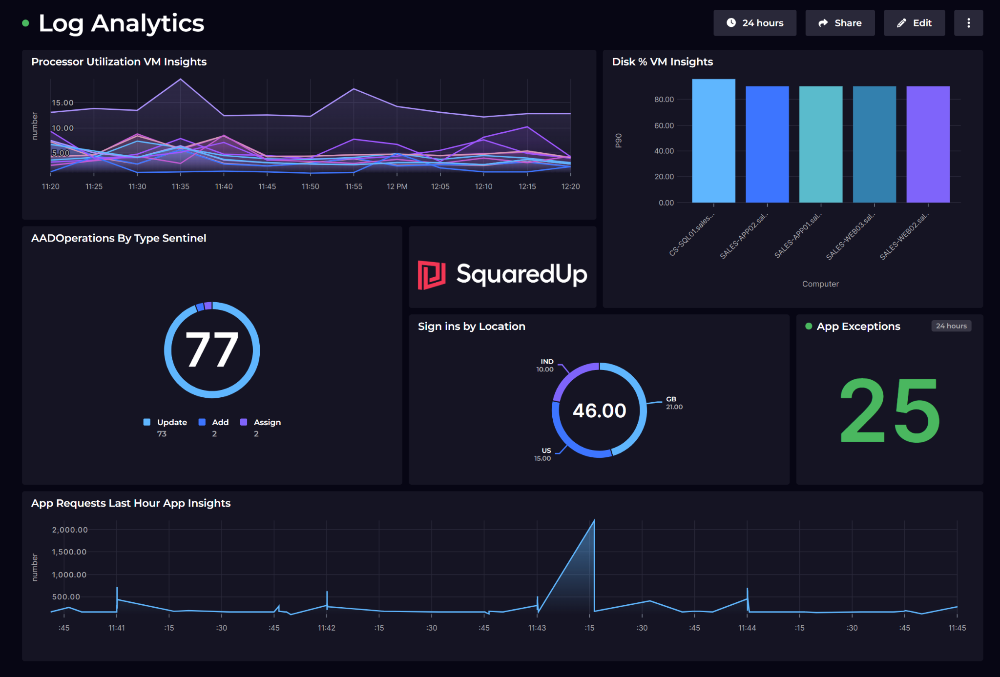 Log Analytics
24 hours
Share
Edit
Processor Utilization VM Insights
number
15.00
10.00
5.00
11:20 11:25 11:30 11:35 11:40 11:45 11:50 11:55 12 PM 12:05 12:10 12:15 12:20
Disk % VM Insights
P90
80.00
60.00
40.00
20.00
0.00
CS-SQL01.sales...
SALES-APP02.sal..
SALES-APP01.sal..
SALES-WEB03.sal..
SALES-WEB02.sal..
Computer
AADOperations By Type Sentinel
77
Update Add Assign
73 2 2
SquaredUp
Sign ins by Location
IND
10.00
GB
21.00
46.00
US
15.00
App Exceptions
24 hours
25
App Requests Last Hour App Insights
number
2,000.00
1,500.00
1,000.00
500.00
:45 11:41 :15 :30 :45 11:42 :15 :30 :45 11:43 :15 :30 :45 11:44 :15 :30 :45 11:45